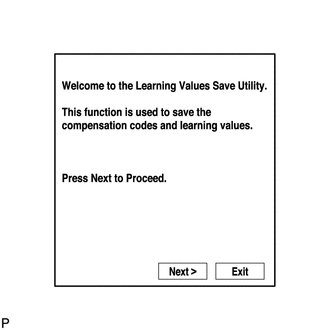 Welcome to the Learning Values Save Utility.
This function is used to save the
compensation codes and learning values.
Press Next to Proceed.
Next > Exit
P